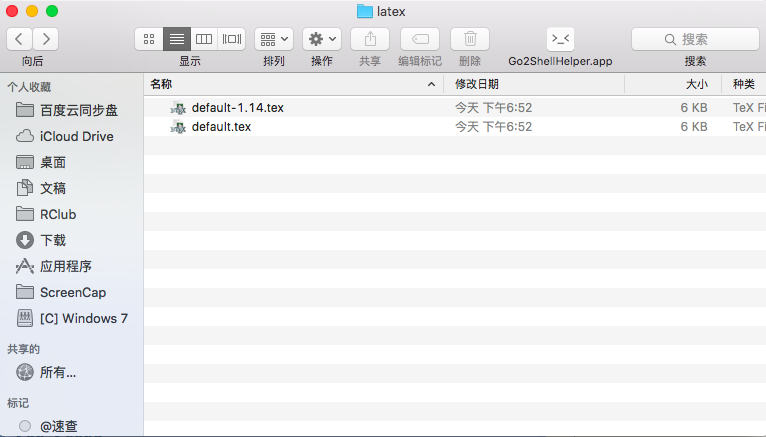 latex
>_<
搜索
向后
显示
排列
操作
共享
编辑标记
删除
Go2ShellHelper.app
搜索
个人收藏
百度云同步盘
iCloud Drive
桌面
文稿
RClub
下载
应用程序
ScreenCap
[C] Windows 7
共享的
所有...
标记
@速查
名称 修改日期 大小 种类
default-1.14.tex 今天 下午6:52 6 KB TeX Fi
default.tex 今天 下午6:52 6 KB TeX Fi